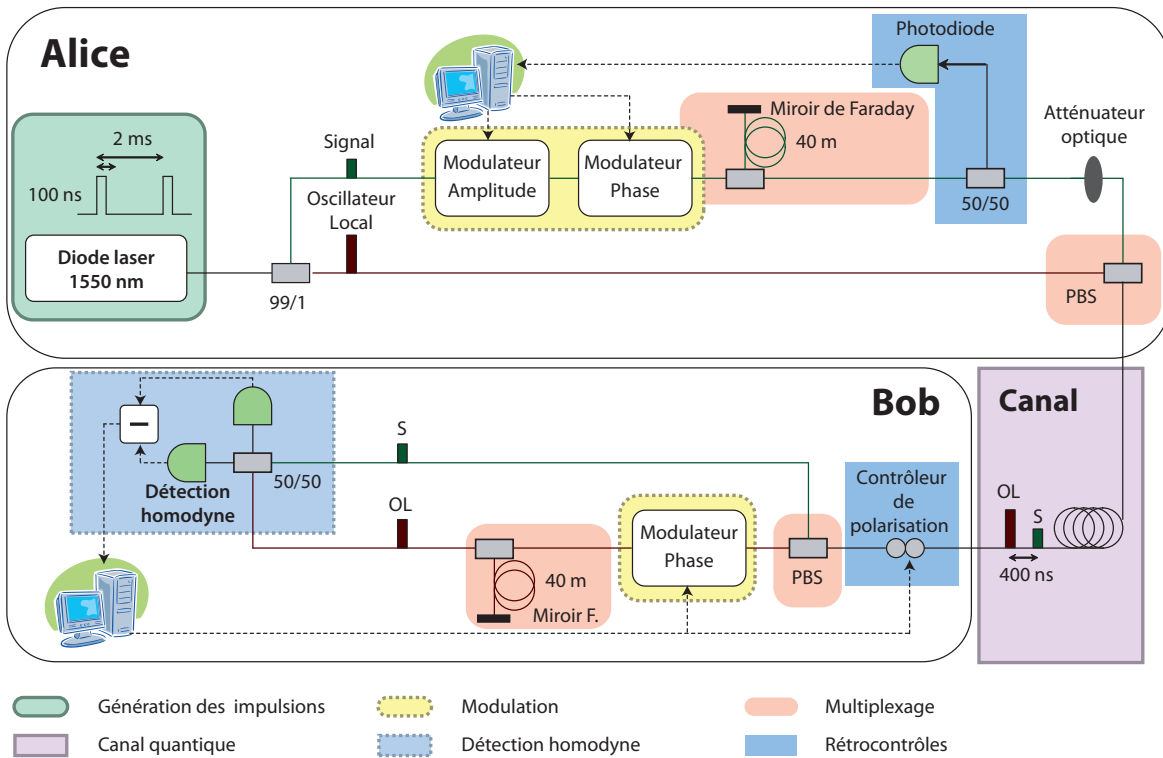 Alice
2 ms
100 ns
Diode laser
1550 nm
99/1
Signal
Oscillateur
Local
Modulateur
Amplitude
Modulateur
Phase
Miroir de Faraday
40 m
Photodiode
50/50
Atténuateur
optique
PBS
Bob
Détection
homodyne
50/50
S
OL
40 m
Miroir F.
Modulateur
Phase
PBS
Contrôleur
de
polarisation
Canal
OL
S
400 ns
Génération des impulsions
Modulation
Multiplexage
Canal quantique
Détection homodyne
Rétrocontrôles